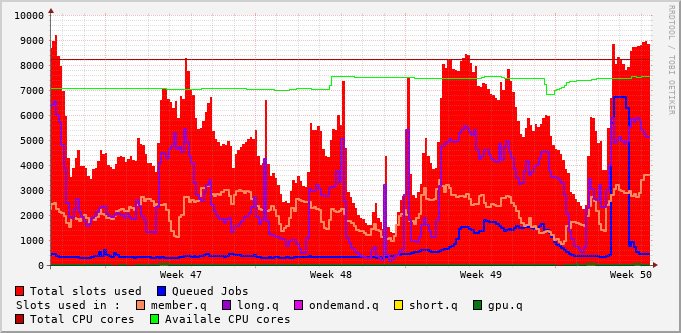 10000
9000
8000
7000
6000
5000
4000
3000
2000
1000
0
Week 47 Week 48 Week 49 Week 50
Total slots used Queued Jobs
Slots used in : member.q long.q ondemand.q short.q gpu.q
Total CPU cores Availale CPU cores
RRDTOOL / TOBI OETIKER